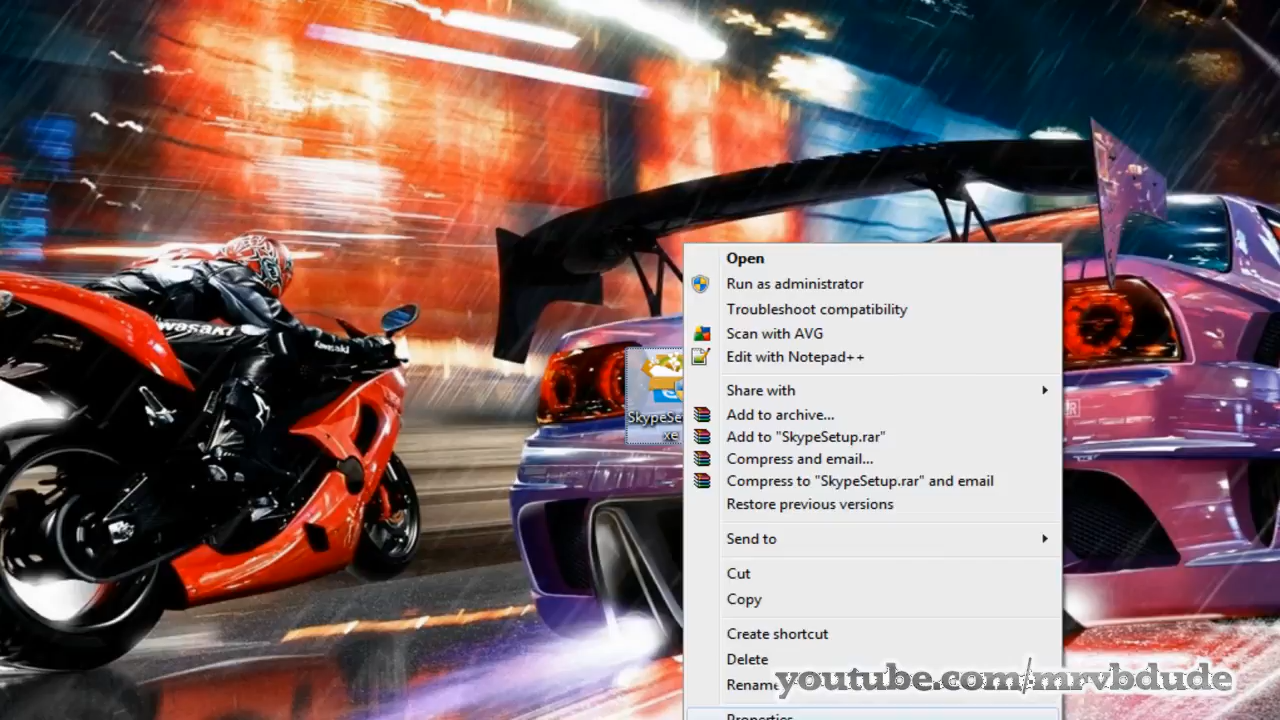 Open
Run as administrator
Troubleshoot compatibility
Scan with AVG
Edit with Notepad++
Share with
Add to archive...
Add to "SkypeSetup.rar"
Compress and email...
Compress to "SkypeSetup.rar" and email
Restore previous versions
Send to
Cut
Copy
Create shortcut
Delete
Rename
Properties
SkypeSe
xe
wasaki
Kawasaki
R
youtube.com/mrvbdude